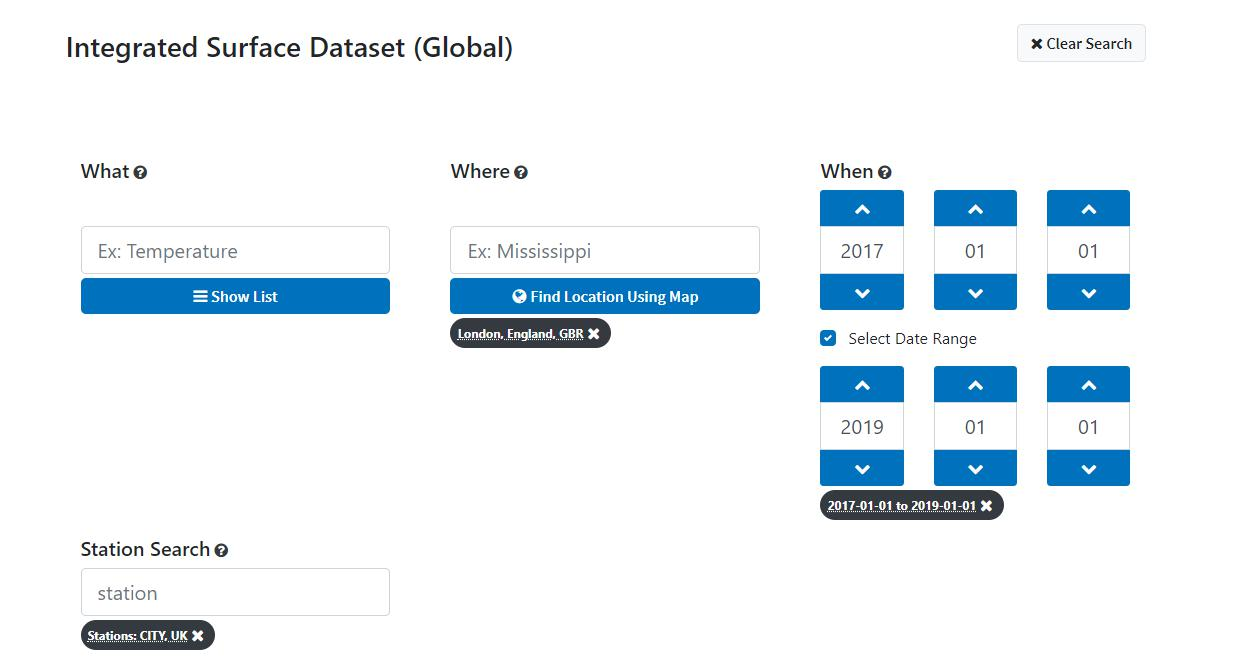 Integrated Surface Dataset (Global)
Clear Search
What
Ex: Temperature
Show List
Where
Ex: Mississippi
Find Location Using Map
London, England, GBR
When
2017 01 01
Select Date Range
2019 01 01
2017-01-01 to 2019-01-01
Station Search
station
Stations: CITY, UK